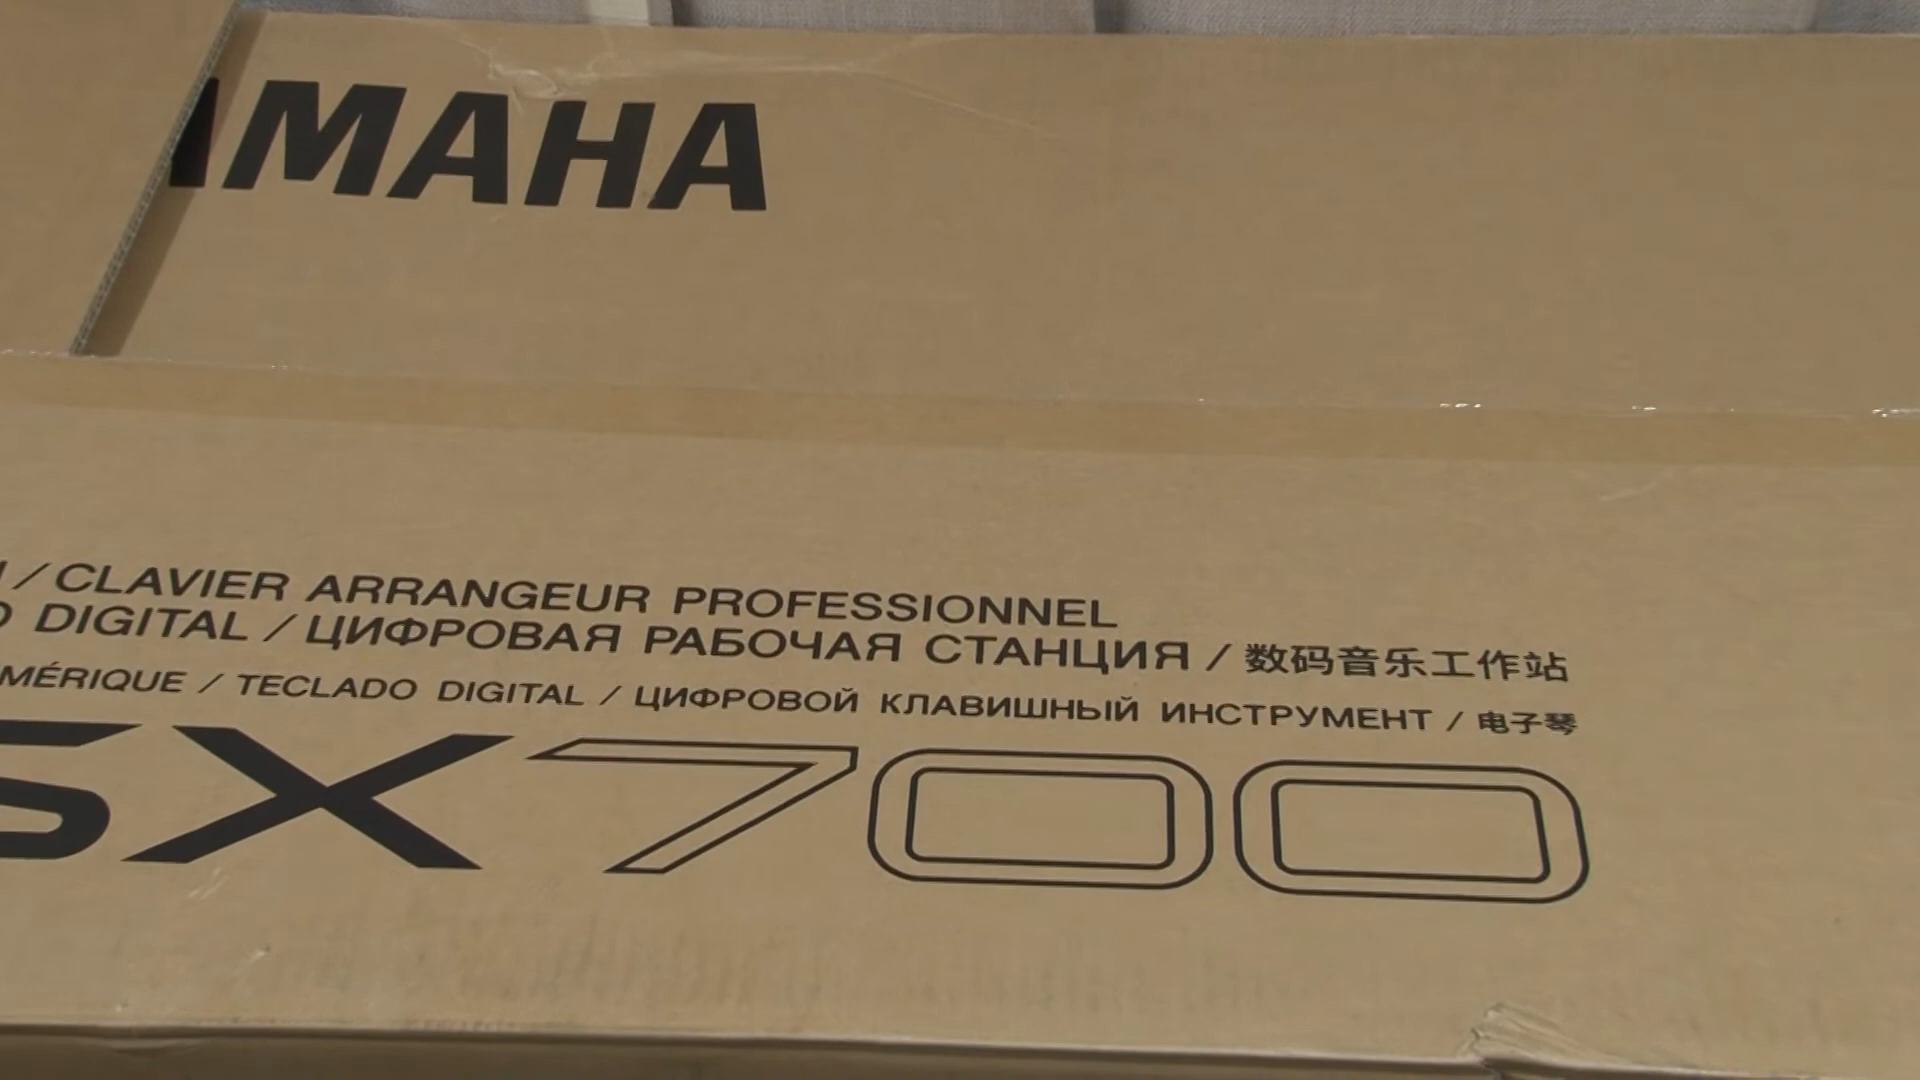 AMAHA
/ CLAVIER ARRANGEUR PROFESSIONNEL
DIGITAL / ЦИФРОВАЯ РАБОЧАЯ СТАНЦИЯ / 数码音乐工作站
MÉRIQUE / TECLADO DIGITAL / ЦИФРОВОЙ КЛАВИШНЫЙ ИНСТРУМЕНТ / 电子琴
SX700